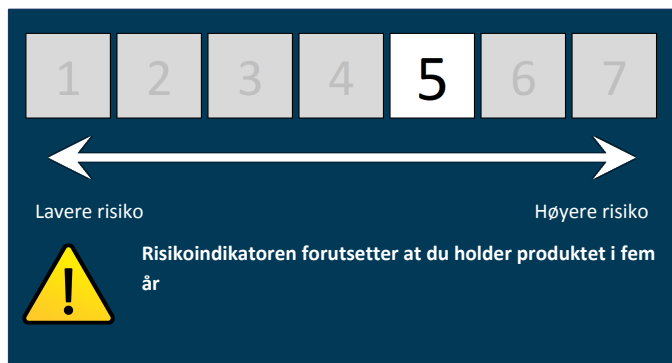 1 2 3 4 5 6 7
Lavere risiko Høyere risiko
Risikoindikatoren forutsetter at du holder produktet i fem
år